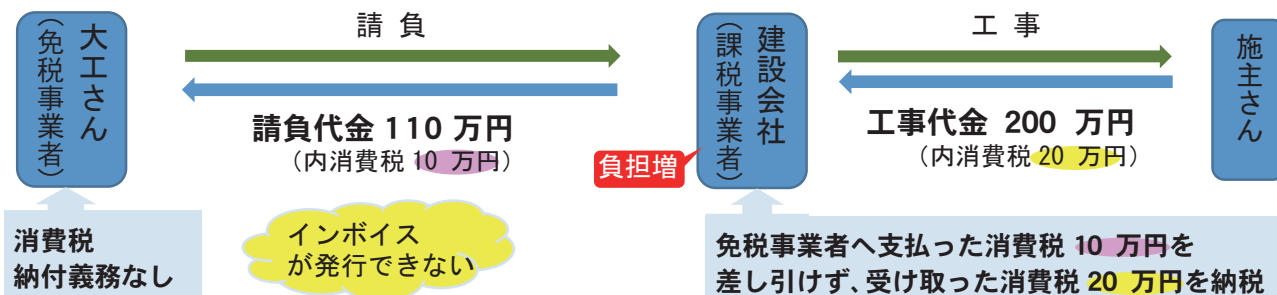 大工さん
（免税事業者）
請 負
請負代金 110 万円
（内消費税 10 万円）
インボイス
が発行できない
消費税
納付義務なし
建設会社
（課税事業者）
負担増
工 事
工事代金 200 万円
（内消費税 20 万円）
施主さん
免税事業者へ支払った消費税 10 万円を
差し引けず、受け取った消費税 20 万円を納税